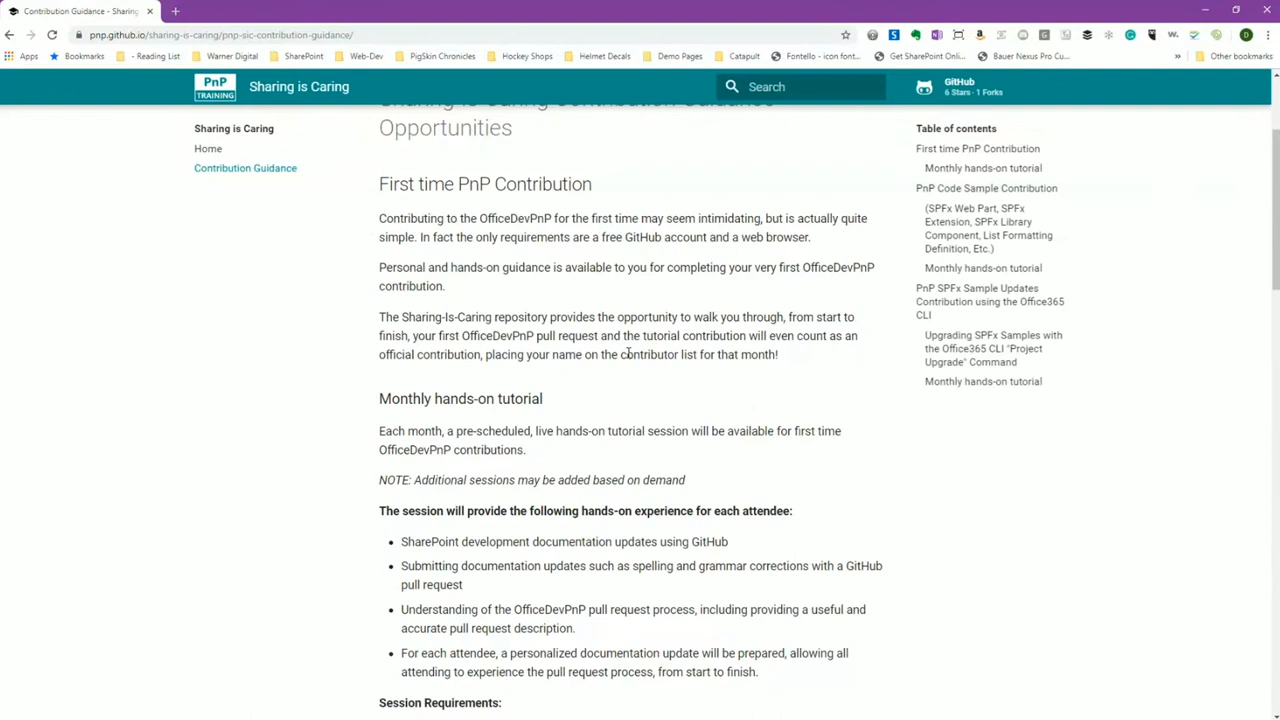 Contribution Guidance - Sharing
pnp.github.io/sharing-is-caring/pnp-sic-contribution-guidance/
Apps
Bookmarks
- Reading List
Warner Digital
SharePoint
Web-Dev
PigSkin Chronicles
Hockey Shops
Helmet Decals
Demo Pages
Catapult
Fontello - icon font...
Get SharePoint Onlin...
Bauer Nexus Pro Cu...
Other bookmarks
PnP
TRAINING
Sharing is Caring
Search
GitHub
6 Stars · 1 Forks
Sharing is Caring
Home
Contribution Guidance
Sharing Is Caring Contribution Guidance
Opportunities
First time PnP Contribution
Contributing to the OfficeDevPnP for the first time may seem intimidating, but is actually quite
simple. In fact the only requirements are a free GitHub account and a web browser.
Personal and hands-on guidance is available to you for completing your very first OfficeDevPnP
contribution.
The Sharing-Is-Caring repository provides the opportunity to walk you through, from start to
finish, your first OfficeDevPnP pull request and the tutorial contribution will even count as an
official contribution, placing your name on the contributor list for that month!
Monthly hands-on tutorial
Each month, a pre-scheduled, live hands-on tutorial session will be available for first time
OfficeDevPnP contributions.
NOTE: Additional sessions may be added based on demand
The session will provide the following hands-on experience for each attendee:
• SharePoint development documentation updates using GitHub
• Submitting documentation updates such as spelling and grammar corrections with a GitHub
pull request
• Understanding of the OfficeDevPnP pull request process, including providing a useful and
accurate pull request description.
• For each attendee, a personalized documentation update will be prepared, allowing all
attending to experience the pull request process, from start to finish.
Session Requirements:
Table of contents
First time PnP Contribution
Monthly hands-on tutorial
PnP Code Sample Contribution
(SPFx Web Part, SPFx
Extension, SPFx Library
Component, List Formatting
Definition, Etc.)
Monthly hands-on tutorial
PnP SPFx Sample Updates
Contribution using the Office365
CLI
Upgrading SPFx Samples with
the Office365 CLI "Project
Upgrade" Command
Monthly hands-on tutorial